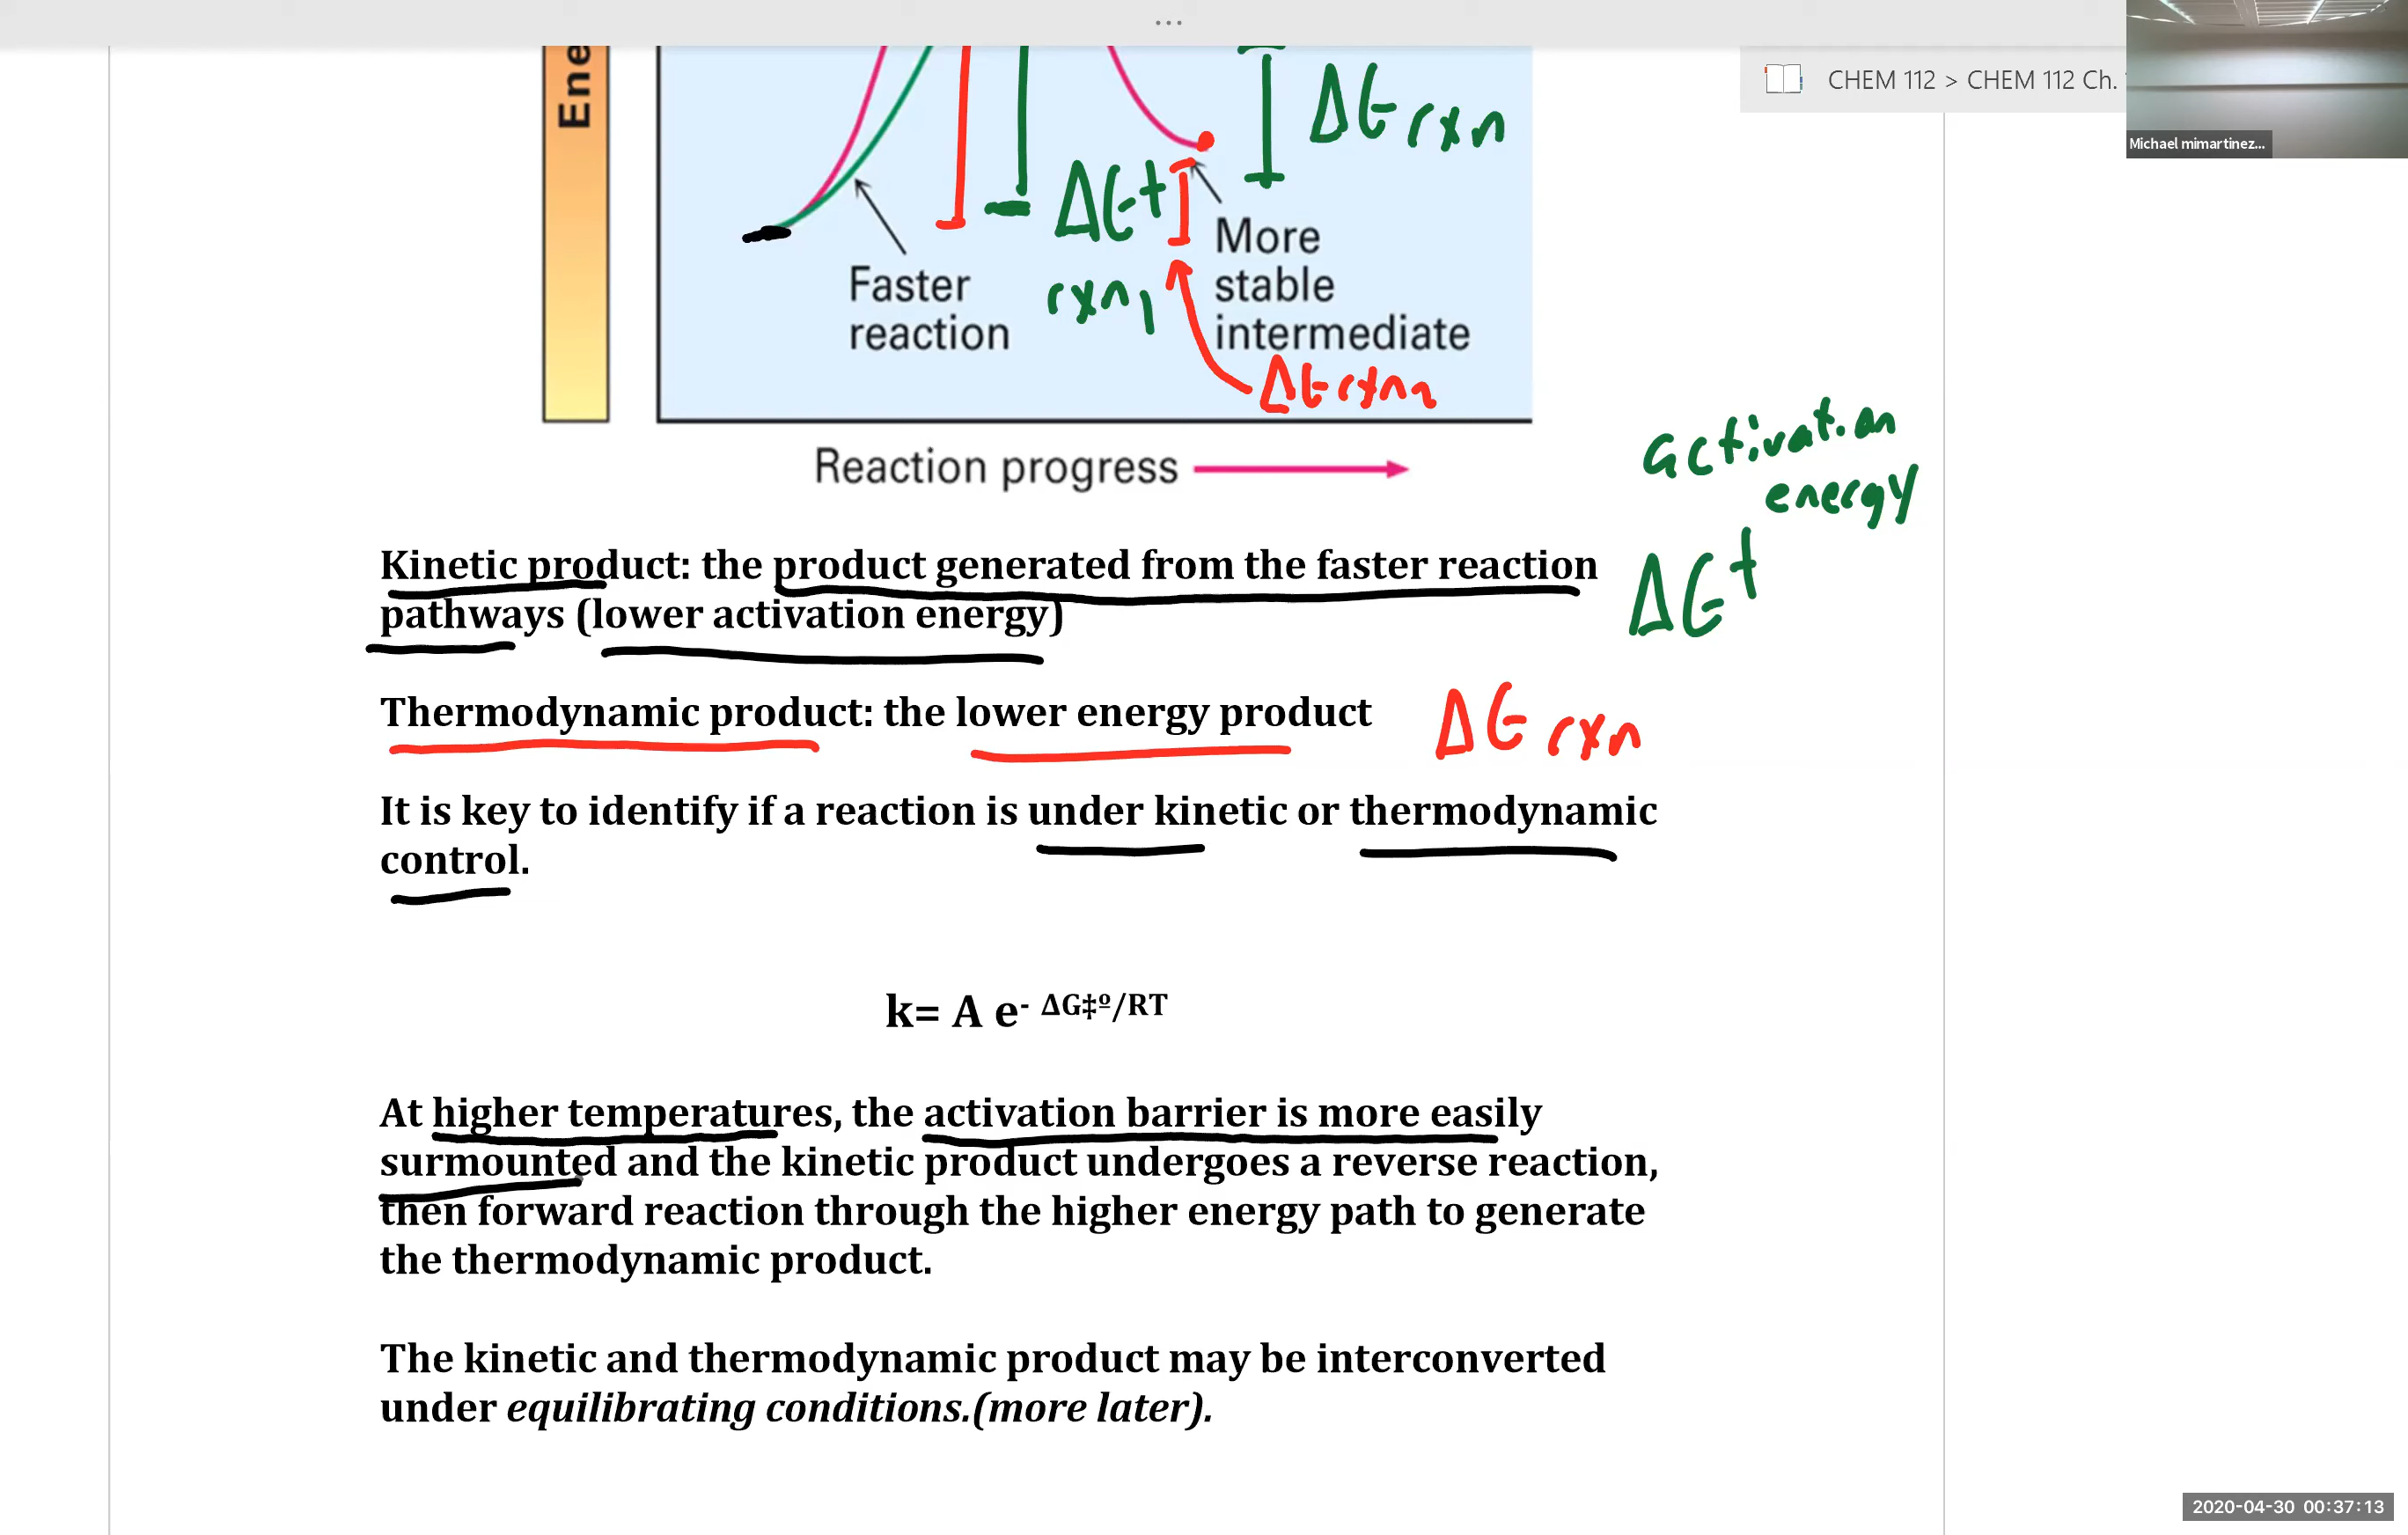 ...
CHEM 112 > CHEM 112 Ch.
Michael mimartinez...
Ene
ΔG rxn
ΔG‡
rxn1
Faster
reaction
More
stable
intermediate
ΔG rxn2
Reaction progress
activation
energy
ΔG‡
Kinetic product: the product generated from the faster reaction
pathways (lower activation energy)
Thermodynamic product: the lower energy product
ΔG rxn
It is key to identify if a reaction is under kinetic or thermodynamic
control.
k= A e- ΔG‡º/RT
At higher temperatures, the activation barrier is more easily
surmounted and the kinetic product undergoes a reverse reaction,
then forward reaction through the higher energy path to generate
the thermodynamic product.
The kinetic and thermodynamic product may be interconverted
under equilibrating conditions.(more later).
2020-04-30 00:37:13